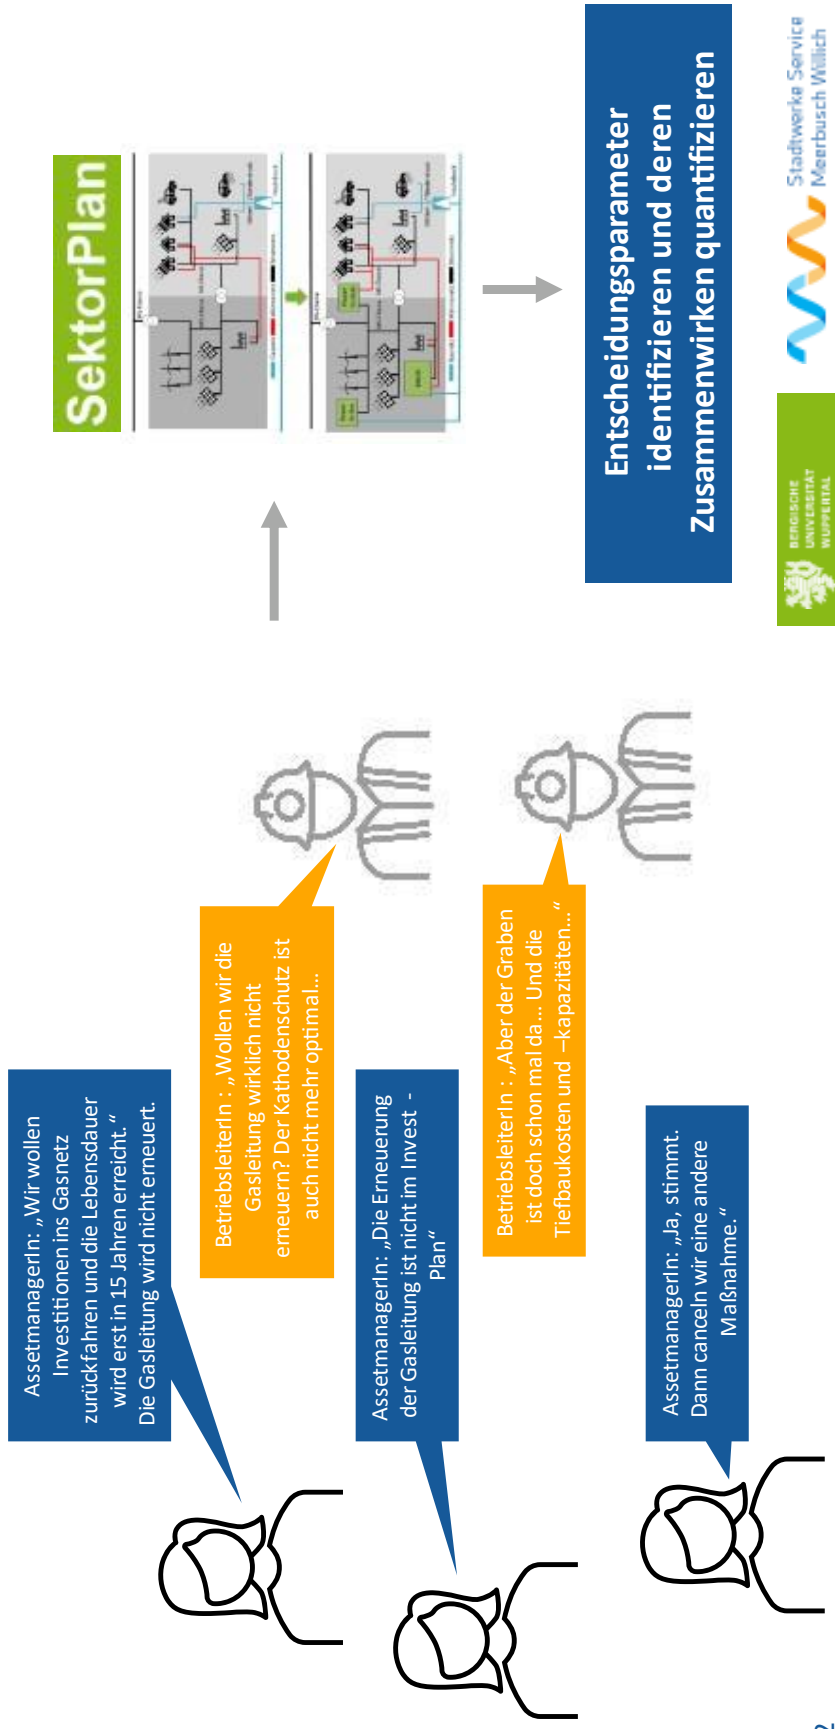 AssetmanagerIn: „Wir wollen
Investitionen ins Gasnetz
zurückfahren und die Lebensdauer
wird erst in 15 Jahren erreicht.“
Die Gasleitung wird nicht erneuert.
BetriebsleiterIn : „Wollen wir die
Gasleitung wirklich nicht
erneuern? Der Kathodenschutz ist
auch nicht mehr optimal...
AssetmanagerIn: „Die Erneuerung
der Gasleitung ist nicht im Invest -
Plan“
BetriebsleiterIn : „Aber der Graben
ist doch schon mal da... Und die
Tiefbaukosten und –kapazitäten...“
AssetmanagerIn: „Ja, stimmt.
Dann canceln wir eine andere
Maßnahme.“
SektorPlan
Entscheidungsparameter
identifizieren und deren
Zusammenwirken quantifizieren
BERGISCHE
UNIVERSITÄT
WUPPERTAL
Stadtwerke Service
Meerbusch Willich